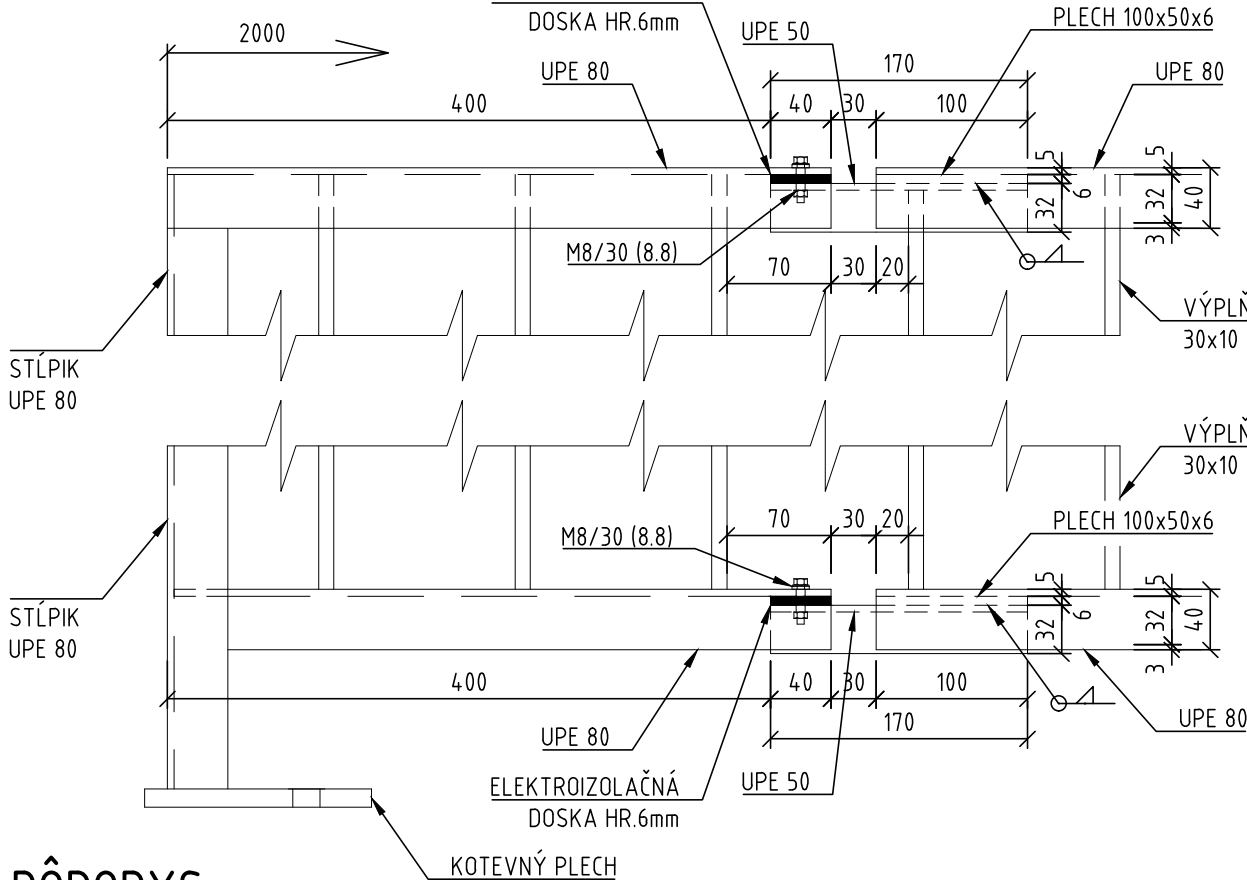 DOSKA HR.6mm
UPE 50
PLECH 100x50x6
2000
170
UPE 80
UPE 80
400
40
30
100
5
5
32
6
32
40
3
M8/30 (8.8)
70
30
20
STĹPIK
UPE 80
VÝPLŇ
30x10
VÝPLŇ
30x10
70
30
20
PLECH 100x50x6
M8/30 (8.8)
5
5
32
6
32
40
3
STĹPIK
UPE 80
400
40
30
100
170
UPE 80
UPE 80
ELEKTROIZOLAČNÁ
DOSKA HR.6mm
UPE 50
KOTEVNÝ PLECH